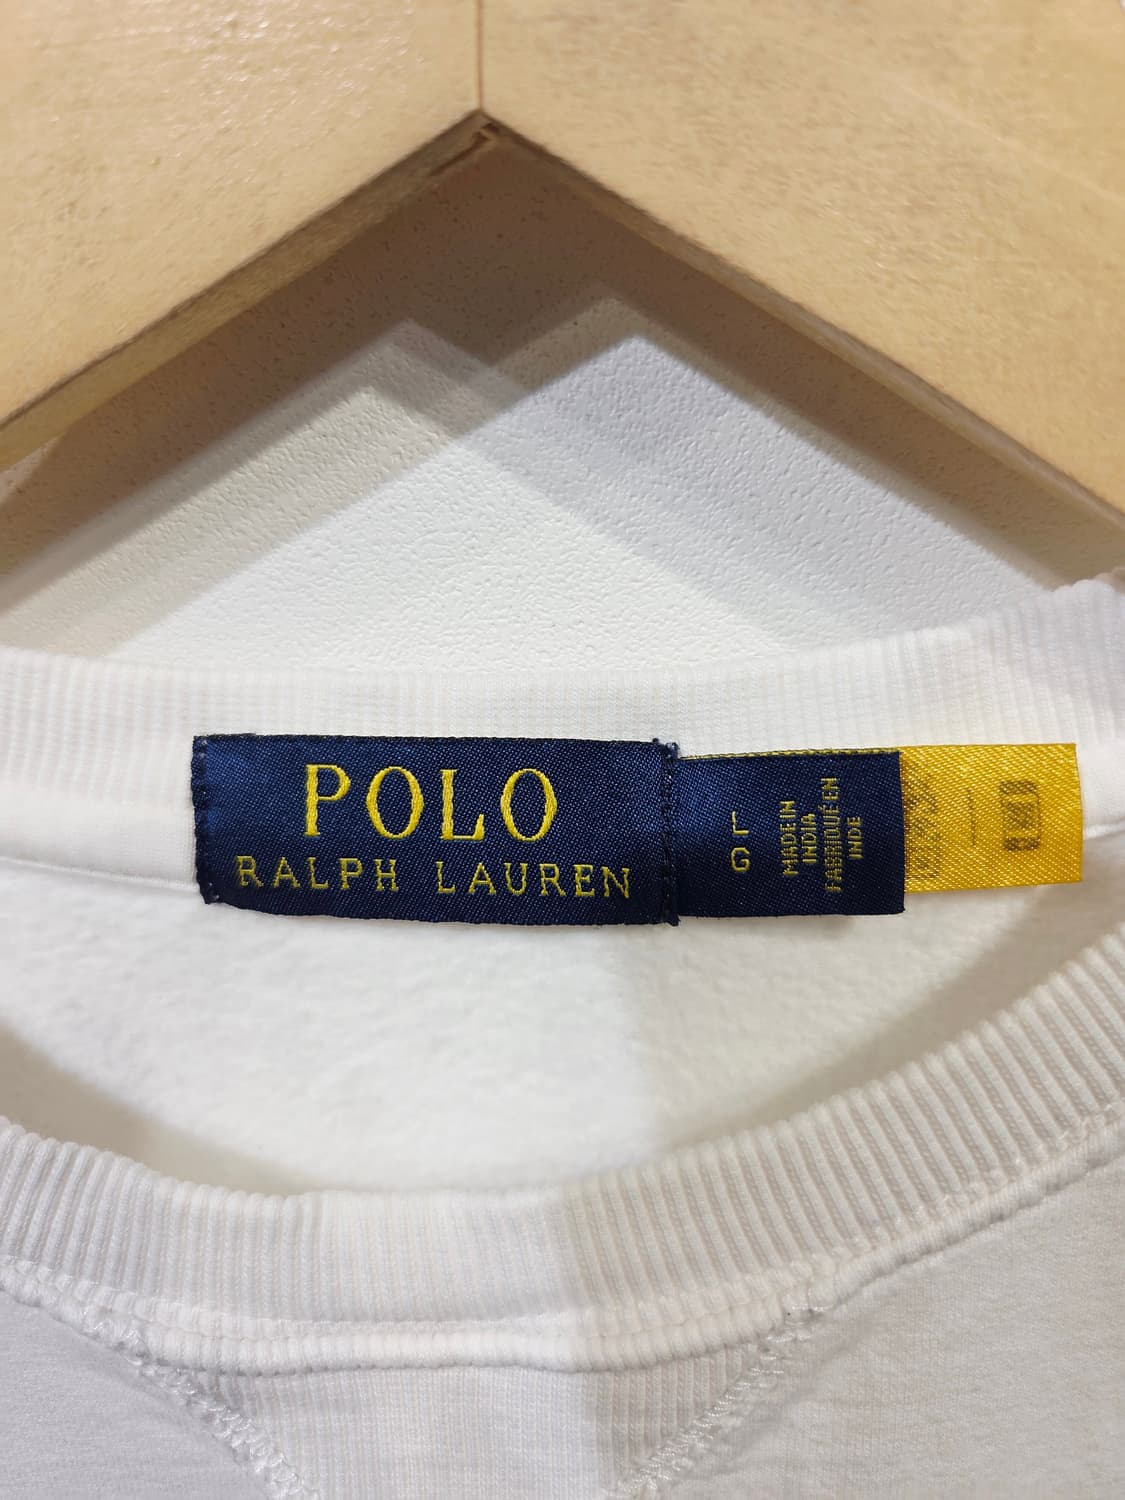 POLO
RALPH LAUREN
L
G
MADE IN
INDIA
FABRIQUÉ EN
INDE